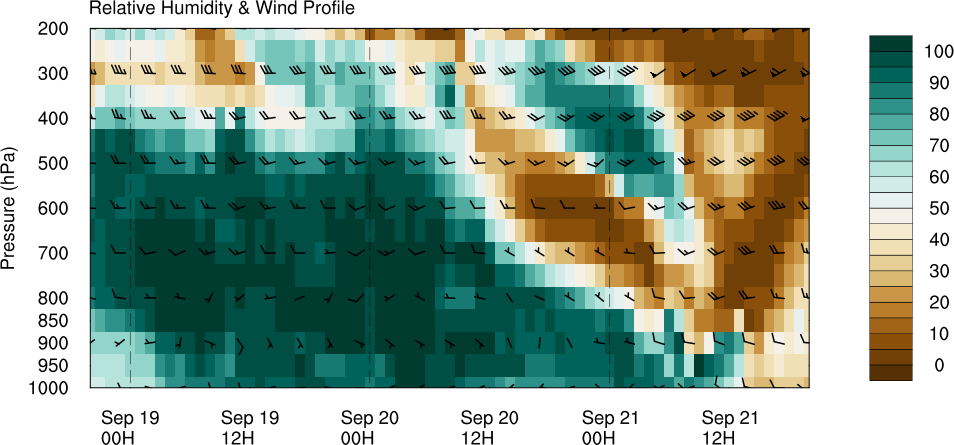 Relative Humidity & Wind Profile
Pressure (hPa)
200
300
400
500
600
700
800
850
900
950
1000
Sep 19 00H
Sep 19 12H
Sep 20 00H
Sep 20 12H
Sep 21 00H
Sep 21 12H
100
90
80
70
60
50
40
30
20
10
0